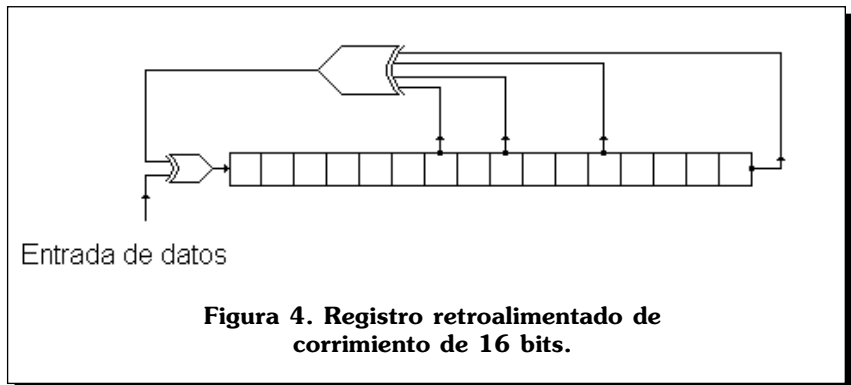 Entrada de datos
Figura 4. Registro retroalimentado de
corrimiento de 16 bits.